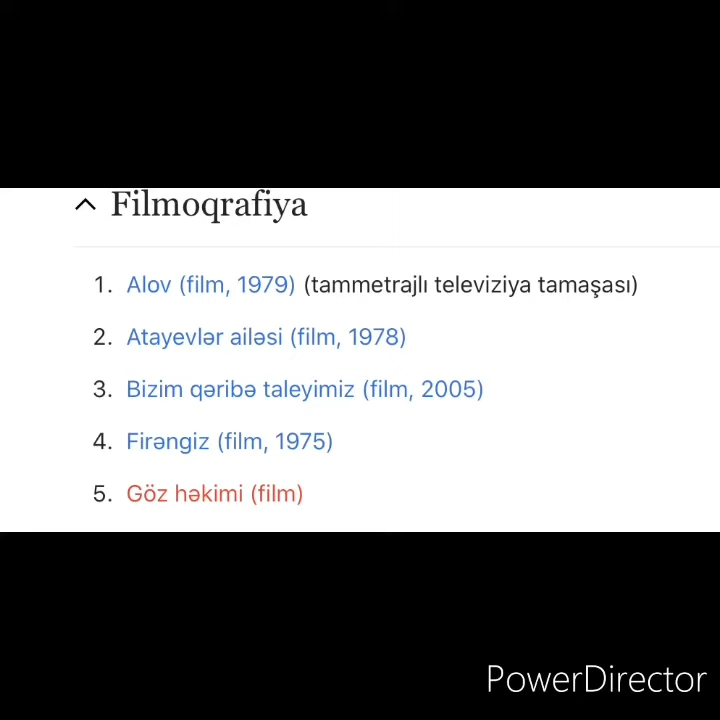 Filmoqrafiya
1. Alov (film, 1979) (tammetrajlı televiziya tamaşası)
2. Atayevlər ailəsi (film, 1978)
3. Bizim qəribə taleyimiz (film, 2005)
4. Firəngiz (film, 1975)
5. Göz həkimi (film)
PowerDirector